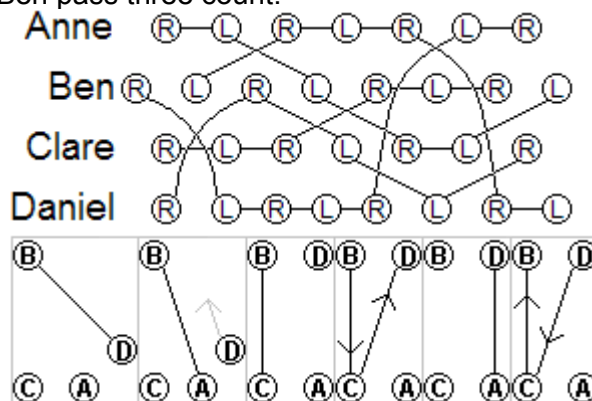 Ben pass three count.
Anne R L R L R L R
Ben R L R L R L R L
Clare R L R L R L R
Daniel R L R L R L R L
B B B D B D B D B D
D D
C A C A C A C A C A C A